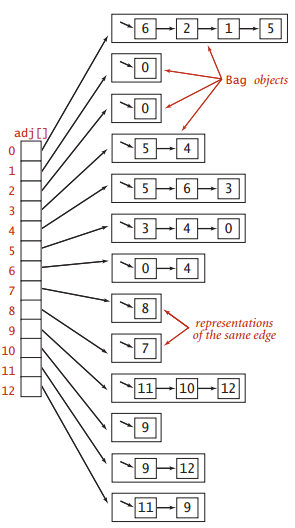 6 2 1 5
0
Bag objects
0
adj[]
0
5 4
1
2
5 6 3
3
4
3 4 0
5
6
0 4
7
8
8
representations
of the same edge
9
7
10
11
11 10 12
12
9
9 12
11 9